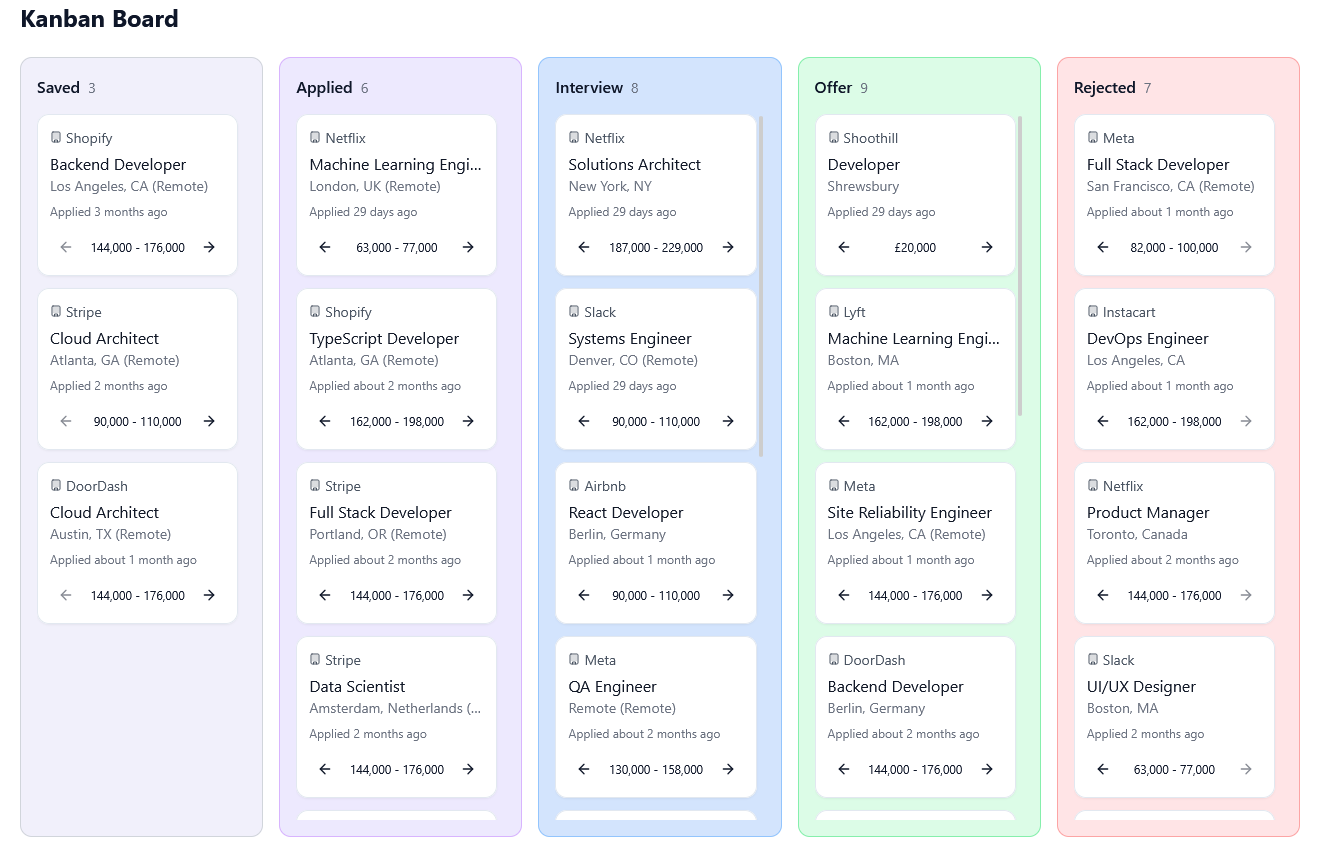 Kanban Board
Saved 3
Shopify
Backend Developer
Los Angeles, CA (Remote)
Applied 3 months ago
144,000 - 176,000
Stripe
Cloud Architect
Atlanta, GA (Remote)
Applied 2 months ago
90,000 - 110,000
DoorDash
Cloud Architect
Austin, TX (Remote)
Applied about 1 month ago
144,000 - 176,000
Applied 6
Netflix
Machine Learning Engi...
London, UK (Remote)
Applied 29 days ago
63,000 - 77,000
Shopify
TypeScript Developer
Atlanta, GA (Remote)
Applied about 2 months ago
162,000 - 198,000
Stripe
Full Stack Developer
Portland, OR (Remote)
Applied about 2 months ago
144,000 - 176,000
Stripe
Data Scientist
Amsterdam, Netherlands (...
Applied 2 months ago
144,000 - 176,000
Interview 8
Netflix
Solutions Architect
New York, NY
Applied 29 days ago
187,000 - 229,000
Slack
Systems Engineer
Denver, CO (Remote)
Applied 29 days ago
90,000 - 110,000
Airbnb
React Developer
Berlin, Germany
Applied about 1 month ago
90,000 - 110,000
Meta
QA Engineer
Remote (Remote)
Applied about 2 months ago
130,000 - 158,000
Offer 9
Shoothill
Developer
Shrewsbury
Applied 29 days ago
£20,000
Lyft
Machine Learning Engi...
Boston, MA
Applied about 1 month ago
162,000 - 198,000
Meta
Site Reliability Engineer
Los Angeles, CA (Remote)
Applied about 1 month ago
144,000 - 176,000
DoorDash
Backend Developer
Berlin, Germany
Applied about 2 months ago
144,000 - 176,000
Rejected 7
Meta
Full Stack Developer
San Francisco, CA (Remote)
Applied about 1 month ago
82,000 - 100,000
Instacart
DevOps Engineer
Los Angeles, CA
Applied about 1 month ago
162,000 - 198,000
Netflix
Product Manager
Toronto, Canada
Applied about 2 months ago
144,000 - 176,000
Slack
UI/UX Designer
Boston, MA
Applied 2 months ago
63,000 - 77,000